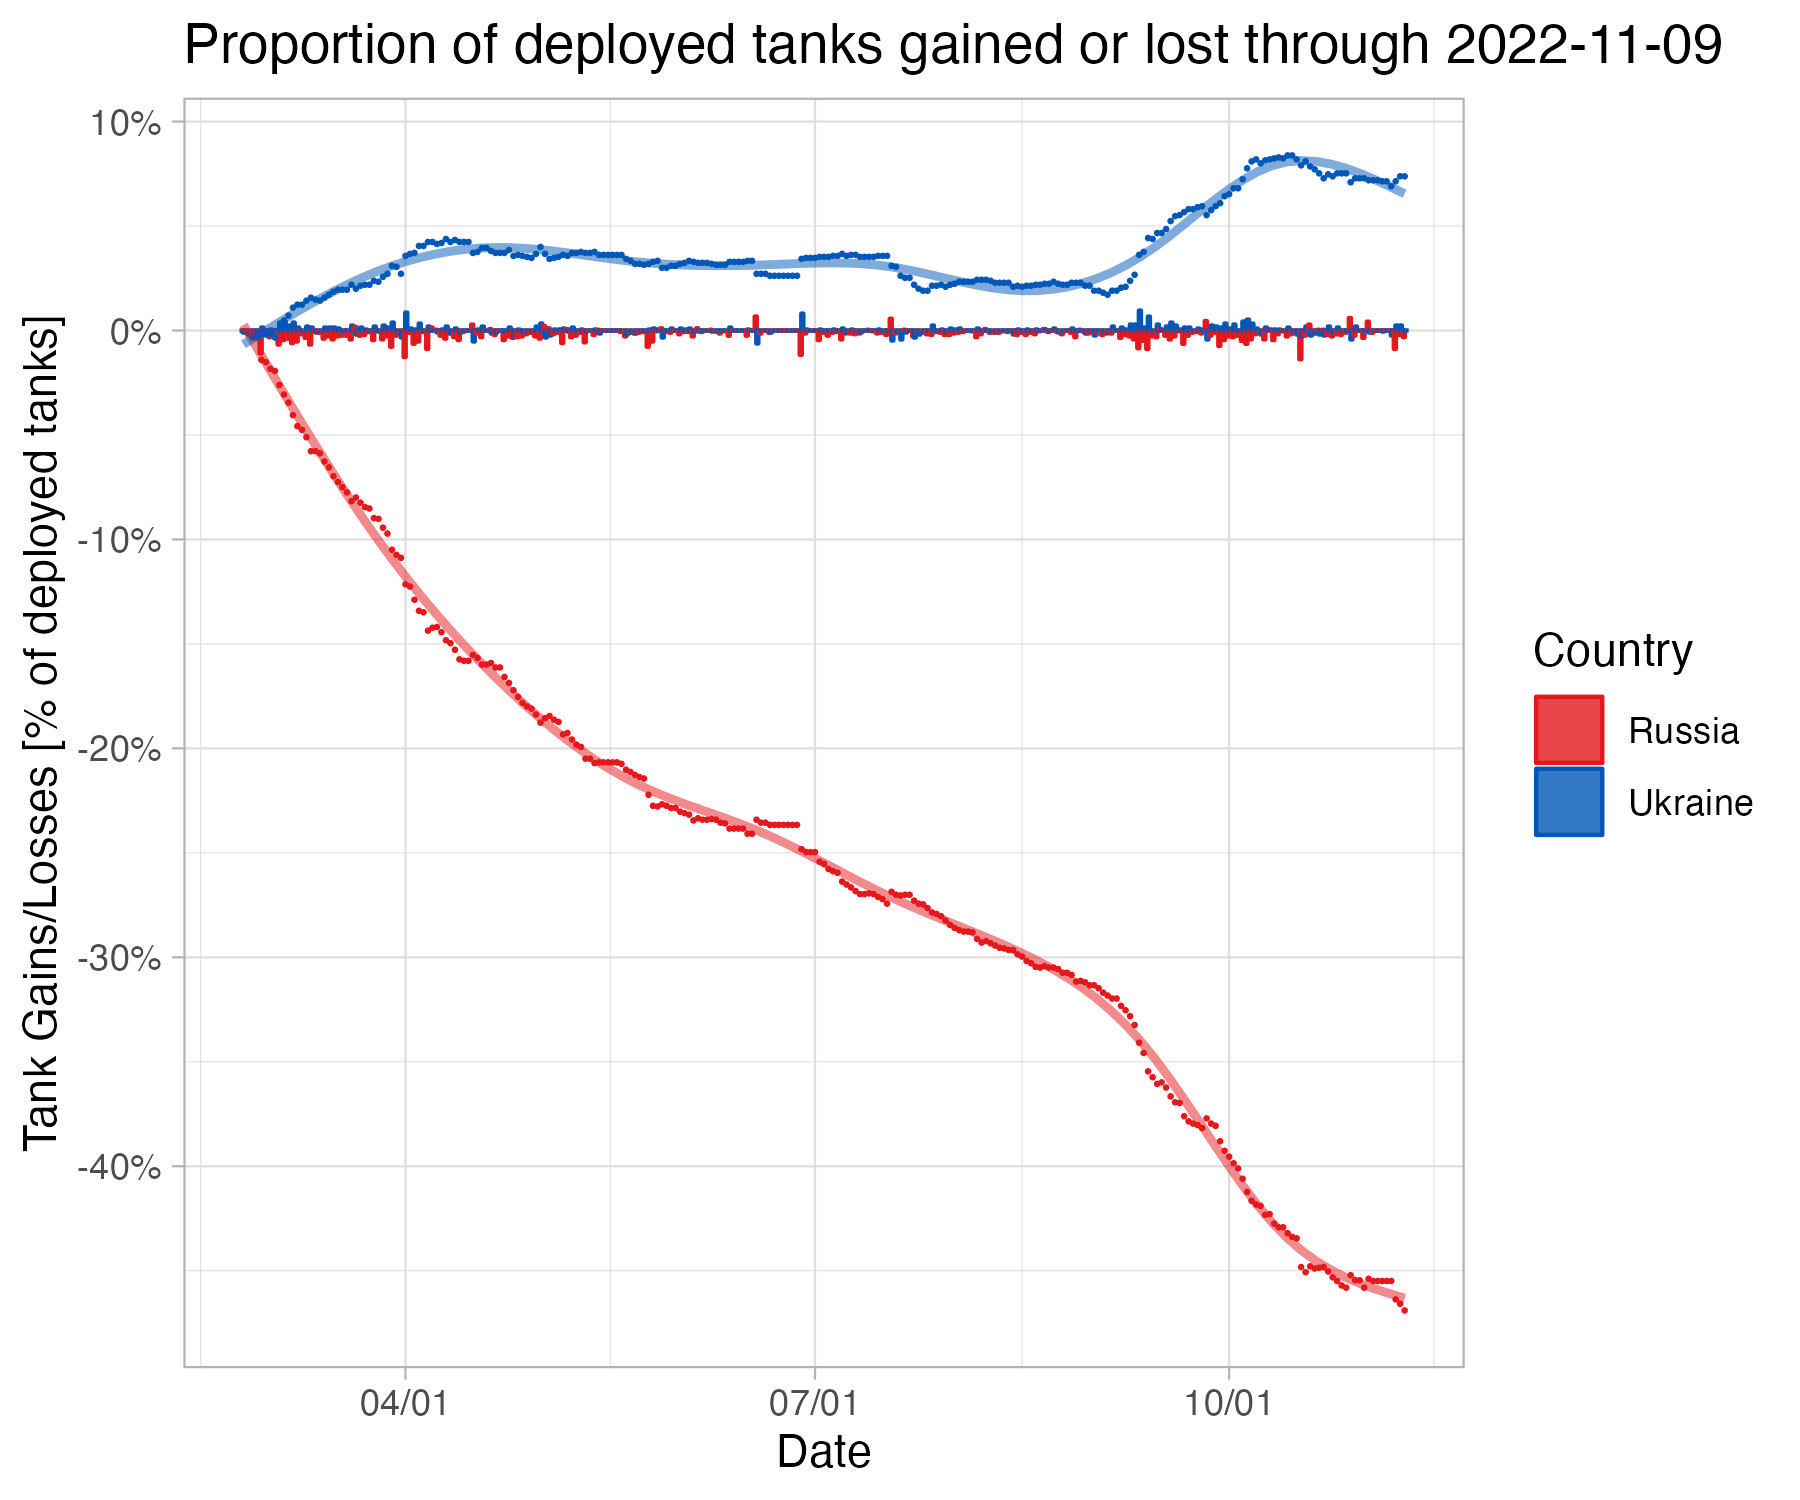 Proportion of deployed tanks gained or lost through 2022-11-09
Tank Gains/Losses [% of deployed tanks]
10%
0%
-10%
-20%
-30%
-40%
04/01
07/01
10/01
Date
Country
Russia
Ukraine